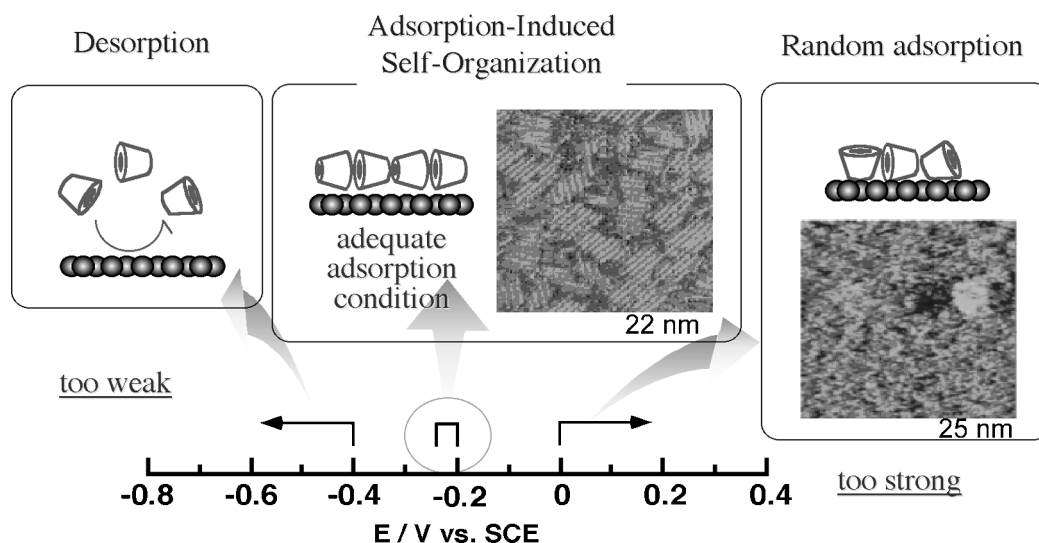 Desorption
Adsorption-Induced
Self-Organization
Random adsorption
adequate
adsorption
condition
22 nm
25 nm
too weak
too strong
-0.8
-0.6
-0.4
-0.2
0
0.2
0.4
E / V vs. SCE